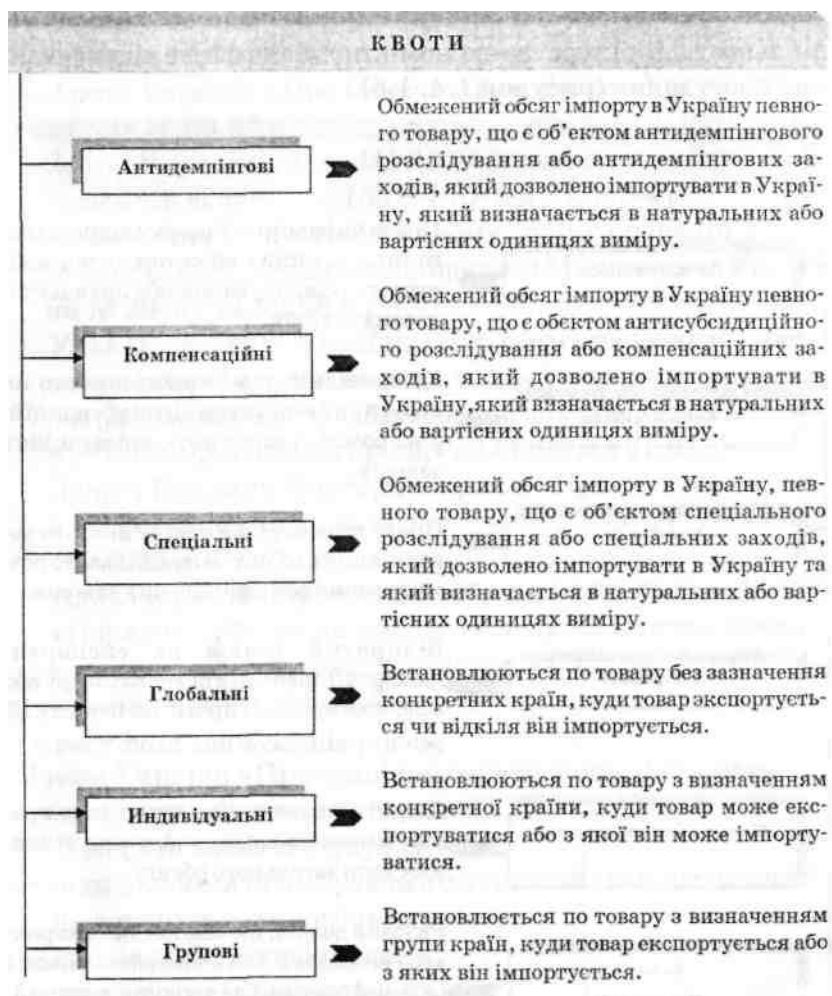 КВОТИ
Антидемпінгові
Обмежений обсяг імпорту в Україну певно-
го товару, що є об'єктом антидемпінгового
розслідування або антидемпінгових за-
ходів, який дозволено імпортувати в Украї-
ну, який визначається в натуральних або
вартісних одиницях виміру.
Компенсаційні
Обмежений обсяг імпорту в Україну певно-
го товару, що є обєктом антисубсидиційно-
го розслідування або компенсаційних за-
ходів, який дозволено імпортувати в
Україну, який визначається в натуральних
або вартісних одиницях виміру.
Спеціальні
Обмежений обсяг імпорту в Україну, пев-
ного товару, що є об'єктом спеціального
розслідування або спеціальних заходів,
який дозволено імпортувати в Україну та
який визначається в натуральних або вар-
тісних одиницях виміру.
Глобальні
Встановлюються по товару без зазначення
конкретних країн, куди товар экспортуєть-
ся чи відкіля він імпортується.
Индивідуальні
Встановлюються по товару з визначенням
конкретної країни, куди товар може екс-
портуватися або з якої він може імпорту-
ватися.
Групові
Встановлюється по товару з визначенням
групи країн, куди товар експортується або
з яких він імпортується.